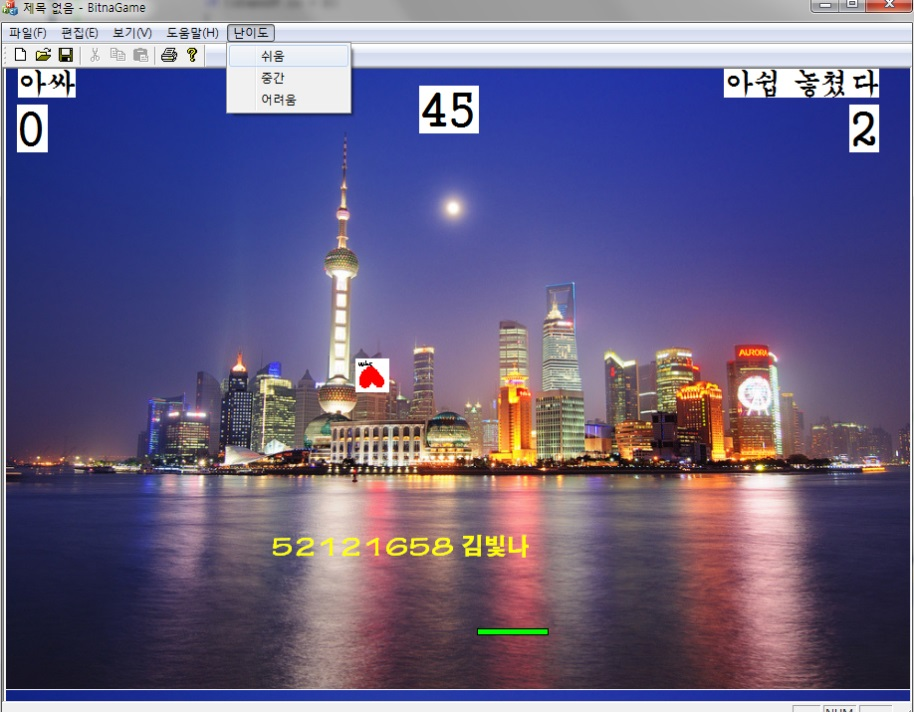 제목 없음 - BitnaGame
파일(F) 편집(E) 보기(V) 도움말(H) 난이도
쉬움
중간
어려움
아싸
45
아쉽 놓쳤다
0
2
AURORA
52121658 김빛나
NUM